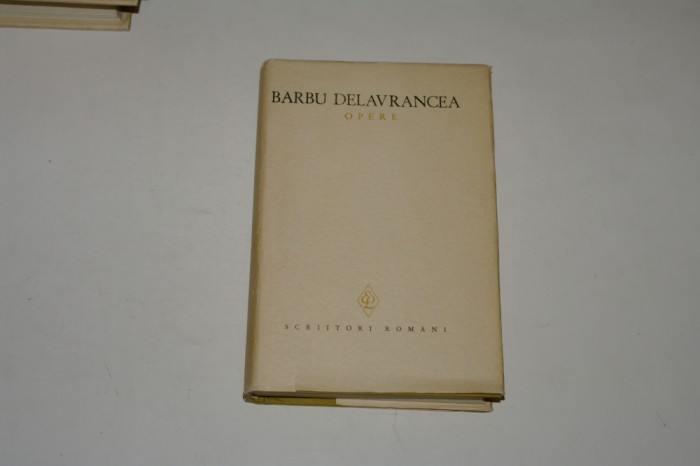 BARBU DELAVRANCEA
OPERE
SCRIITORI ROMANI